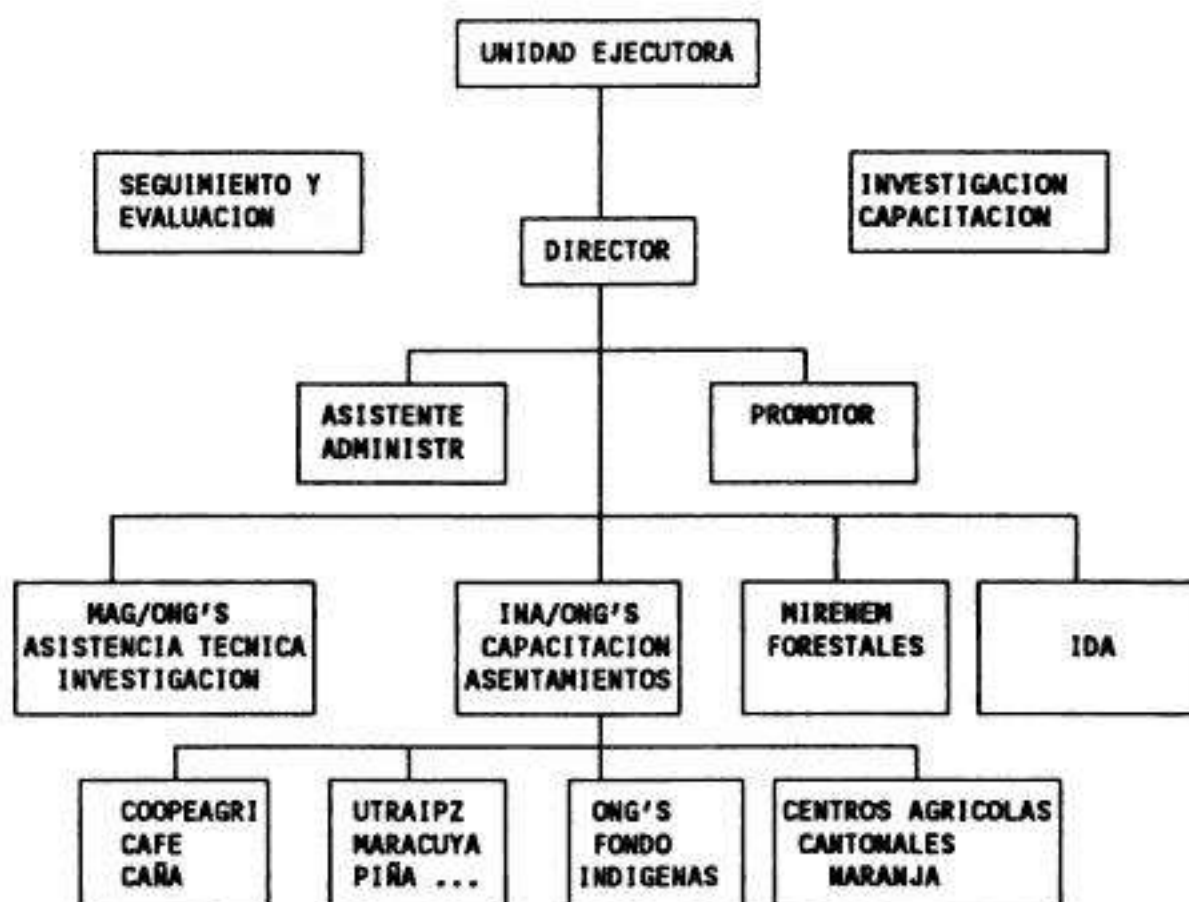 UNIDAD EJECUTORA
SEGUIMIENTO Y
EVALUACION
INVESTIGACION
CAPACITACION
DIRECTOR
ASISTENTE
ADMINISTR
PROMOTOR
MAG/ONG'S
ASISTENCIA TECNICA
INVESTIGACION
INA/ONG'S
CAPACITACION
ASENTAMIENTOS
MIRENEM
FORESTALES
IDA
COOPEAGRI
CAFE
CAÑA
UTRAIPZ
MARACUYA
PIÑA ...
ONG'S
FONDO
INDIGENAS
CENTROS AGRICOLAS
CANTONALES
NARANJA